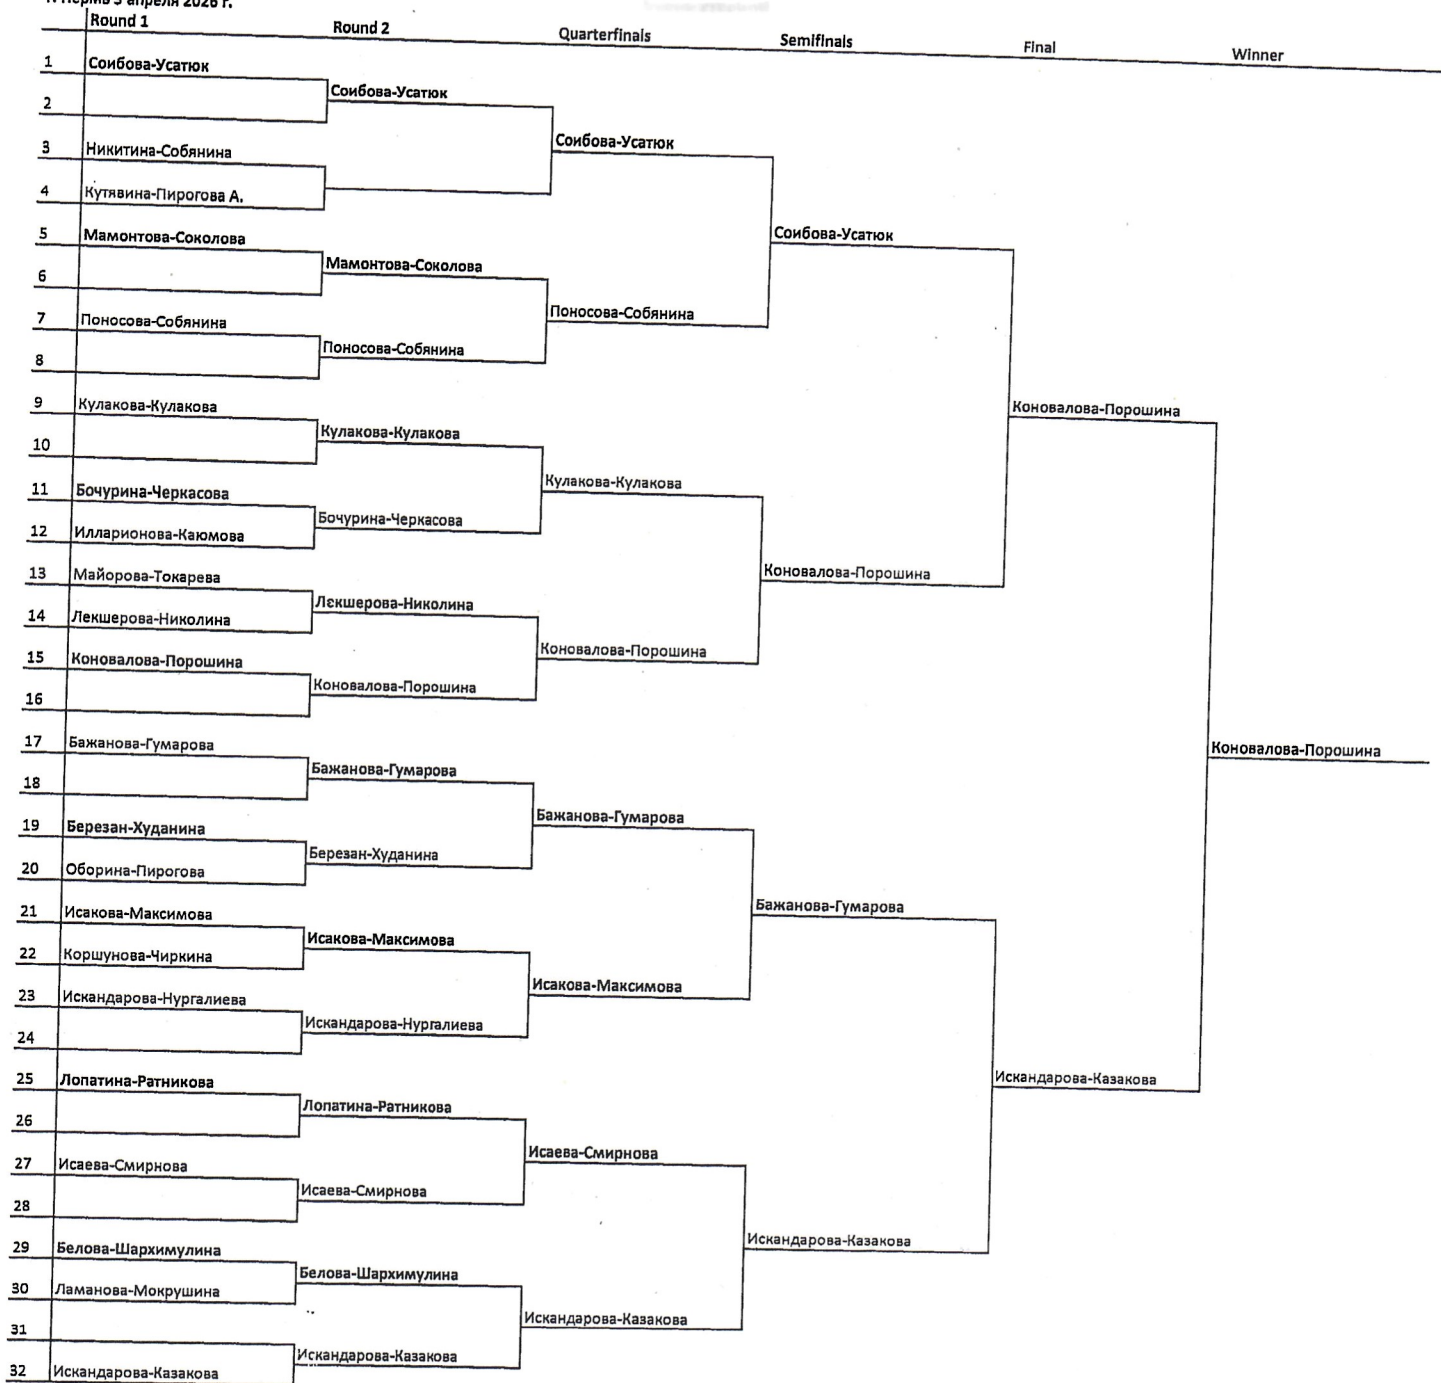 Пермь 5 апреля 2026 г.
Round 1 Round 2 Quarterfinals Semifinals Final Winner
1 Соибова-Усатюк
Соибова-Усатюк
2
Соибова-Усатюк
3 Никитина-Собянина
4 Кутявина-Пирогова А.
Соибова-Усатюк
5 Мамонтова-Соколова
Мамонтова-Соколова
6
Поносова-Собянина
7 Поносова-Собянина
Поносова-Собянина
8
Коновалова-Порошина
9 Кулакова-Кулакова
Кулакова-Кулакова
10
Кулакова-Кулакова
11 Бочурина-Черкасова
Бочурина-Черкасова
12 Илларионова-Каюмова
Коновалова-Порошина
13 Майорова-Токарева
Лекшерова-Николина
14 Лекшерова-Николина
Коновалова-Порошина
15 Коновалова-Порошина
Коновалова-Порошина
16
Коновалова-Порошина
17 Бажанова-Гумарова
Бажанова-Гумарова
18
Бажанова-Гумарова
19 Березан-Худанина
Березан-Худанина
20 Оборина-Пирогова
Бажанова-Гумарова
21 Исакова-Максимова
Исакова-Максимова
22 Коршунова-Чиркина
Исакова-Максимова
23 Искандарова-Нургалиева
Искандарова-Нургалиева
24
Искандарова-Казакова
25 Лопатина-Ратникова
Лопатина-Ратникова
26
Исаева-Смирнова
27 Исаева-Смирнова
Исаева-Смирнова
28
Искандарова-Казакова
29 Белова-Шархимулина
Белова-Шархимулина
30 Ламанова-Мокрушина
Искандарова-Казакова
31
Искандарова-Казакова
32 Искандарова-Казакова